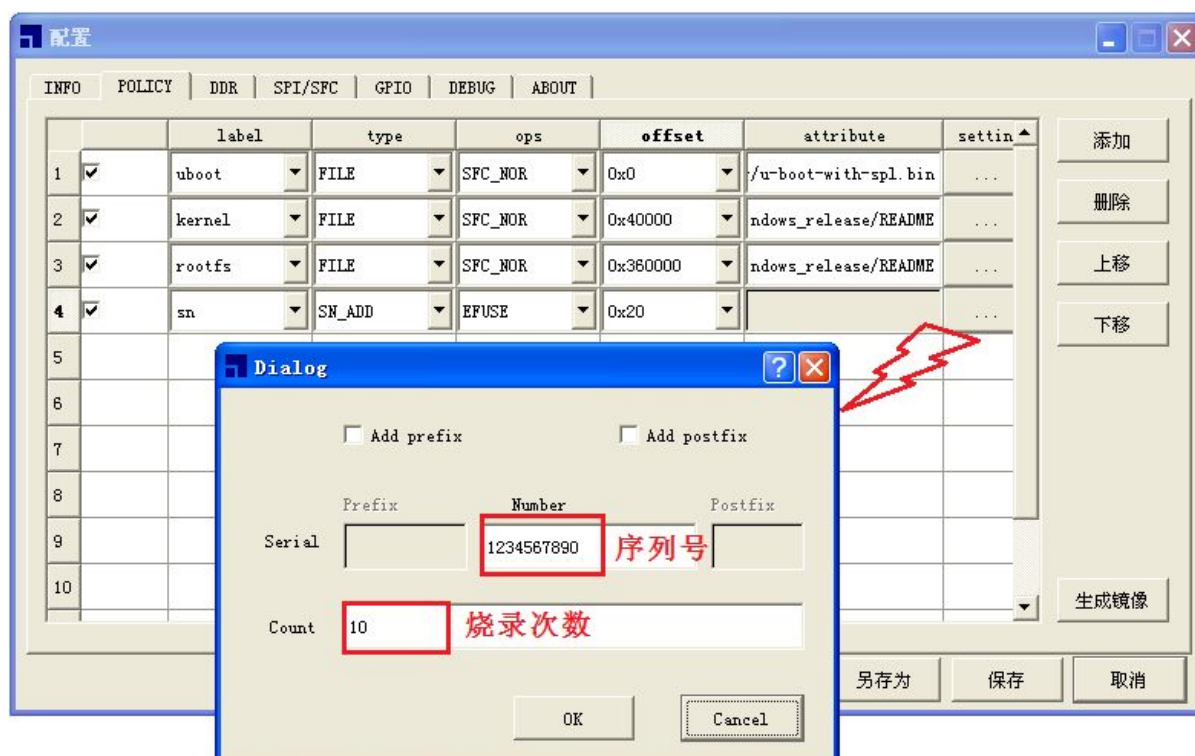 配置
INFO POLICY DDR SPI/SFC GPIO DEBUG ABOUT
label type ops offset attribute settin
1 uboot FILE SFC_NOR 0x0 /u-boot-with-spl.bin ...
2 kernel FILE SFC_NOR 0x40000 ndows_release/README ...
3 rootfs FILE SFC_NOR 0x360000 ndows_release/README ...
4 sn SN_ADD EFUSE 0x20 ...
5
6
7
8
9
10
添加
删除
上移
下移
生成镜像
另存为 保存 取消
Dialog
Add prefix Add postfix
Prefix Number Postfix
Serial 1234567890 序列号
Count 10 烧录次数
OK Cancel